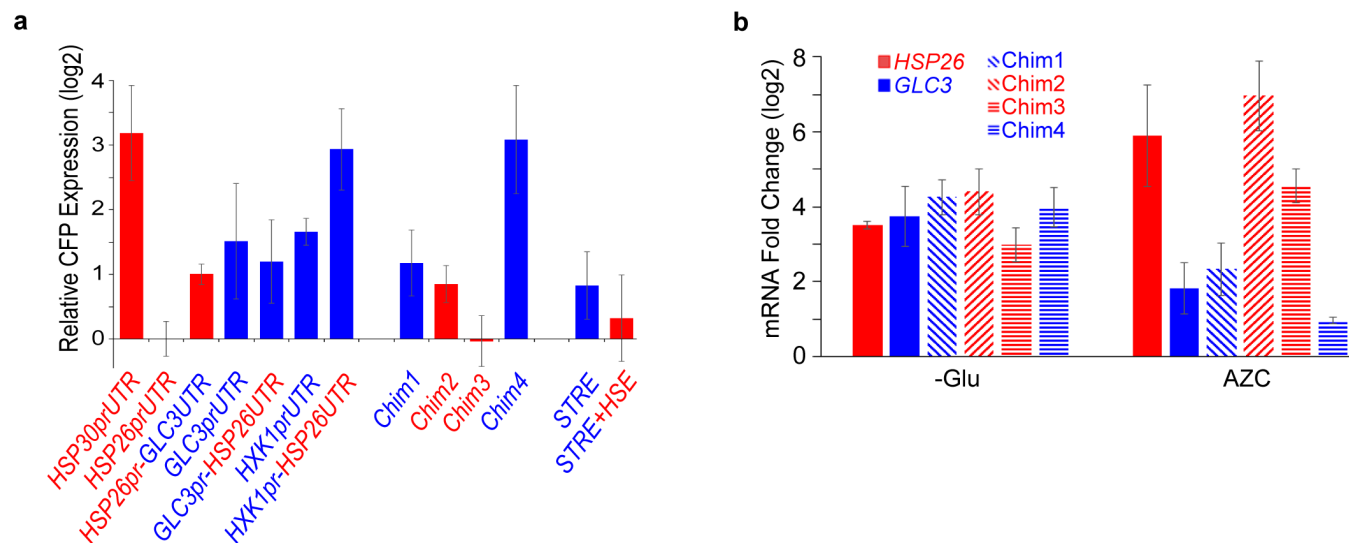 a
Relative CFP Expression (log2)
4
3
2
1
0
HSP30prUTR
HSP26prUTR
HSP26pr-GLC3UTR
GLC3prUTR
GLC3pr-HSP26UTR
HXK1prUTR
HXK1pr-HSP26UTR
Chim1
Chim2
Chim3
Chim4
STRE
STRE+HSE
b
mRNA Fold Change (log2)
8
6
4
2
0
HSP26
GLC3
Chim1
Chim2
Chim3
Chim4
-Glu
AZC